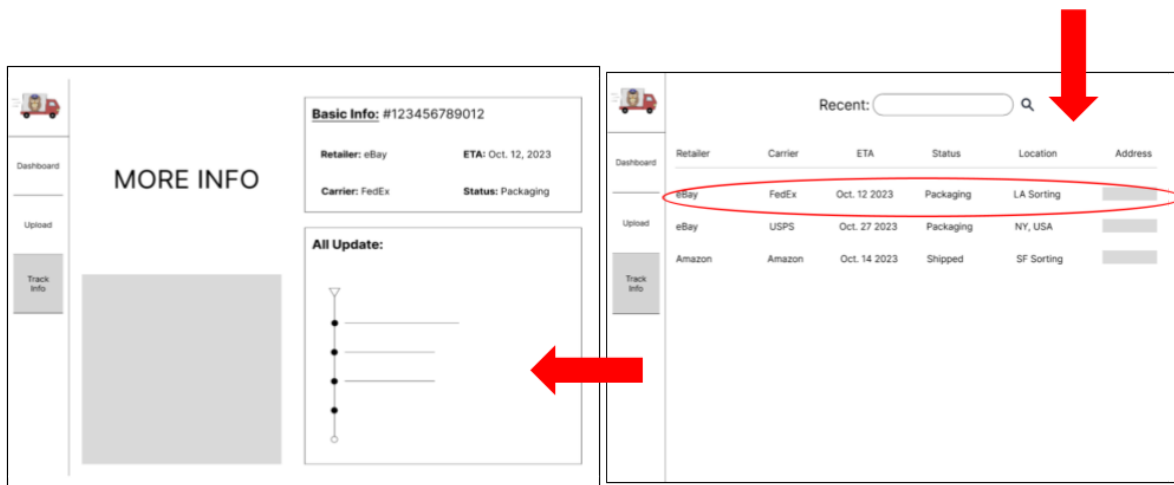 Dashboard
Upload
Track
Info
MORE INFO
Basic Info: #123456789012
Retailer: eBay ETA: Oct. 12, 2023
Carrier: FedEx Status: Packaging
All Update:
Recent:
Dashboard
Upload
Track
Info
Retailer Carrier ETA Status Location Address
eBay FedEx Oct. 12 2023 Packaging LA Sorting
eBay USPS Oct. 27 2023 Packaging NY, USA
Amazon Amazon Oct. 14 2023 Shipped SF Sorting